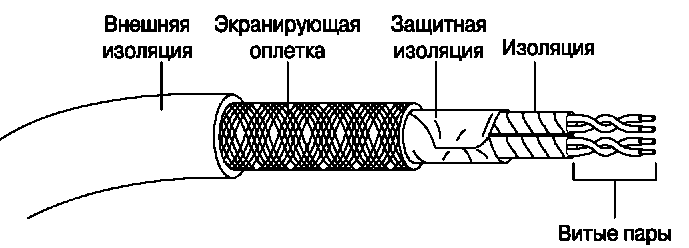 Внешняя
изоляция
Экранирующая
оплетка
Защитная
изоляция
Изоляция
Витые пары